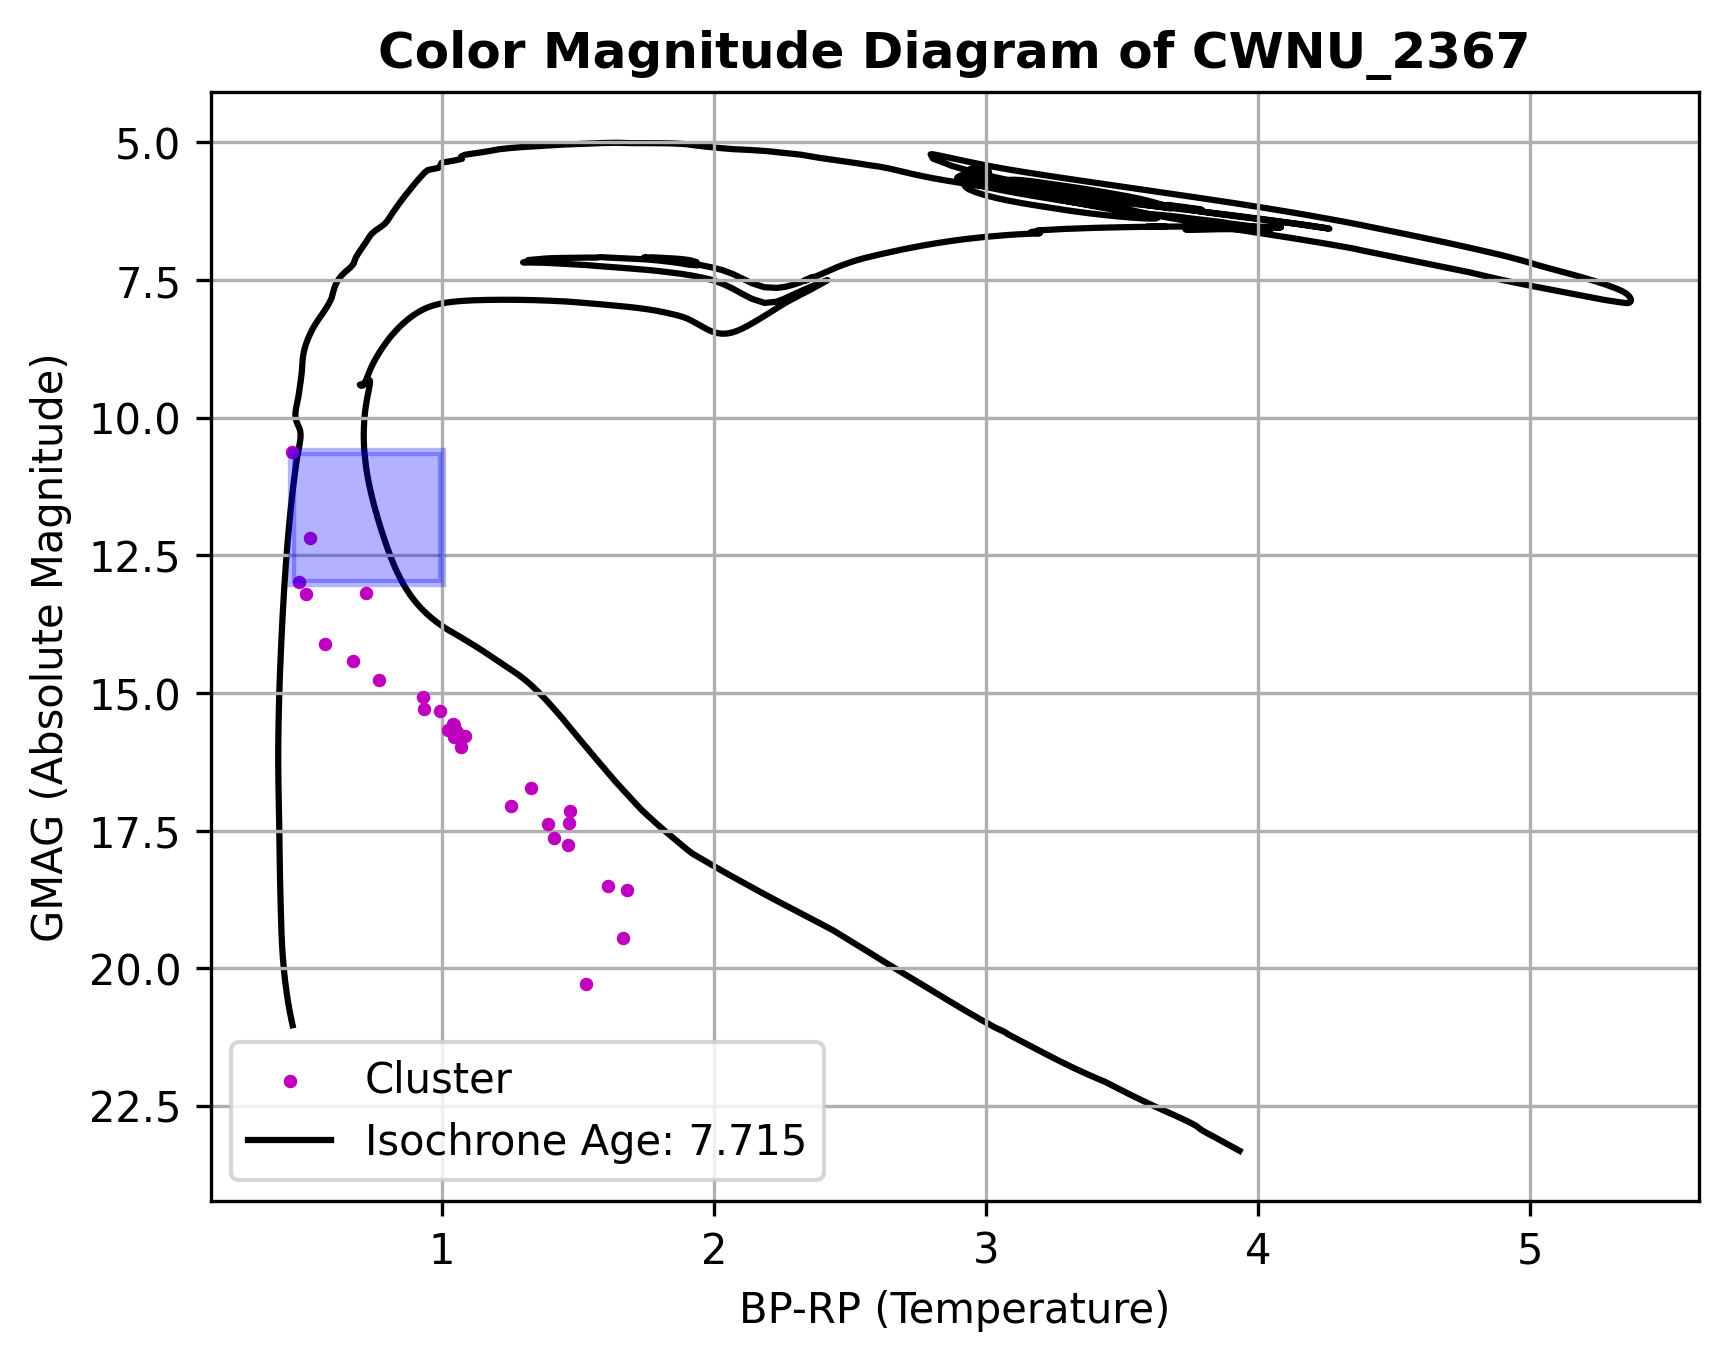 Color Magnitude Diagram of CWNU_2367
GMAG (Absolute Magnitude)
5.0
7.5
10.0
12.5
15.0
17.5
20.0
22.5
Cluster
Isochrone Age: 7.715
1 2 3 4 5
BP-RP (Temperature)